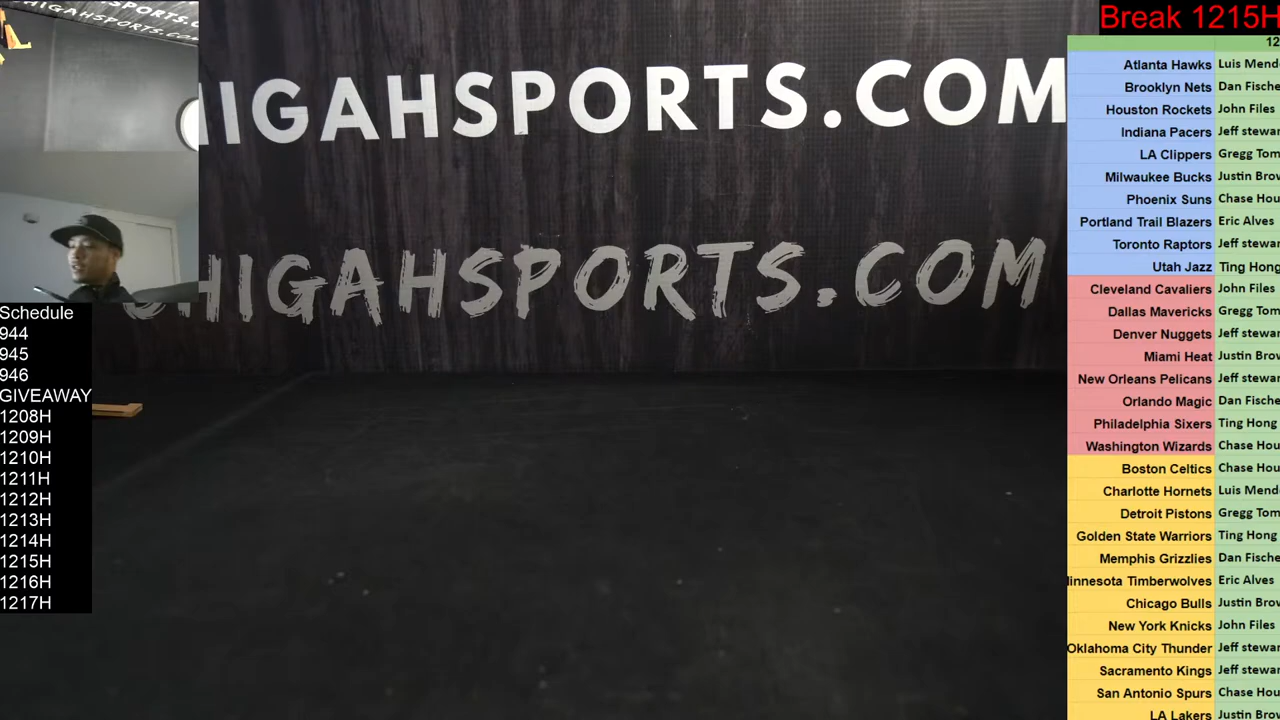 SPORTS.C
HIGAHSPORTS.COM
Break 1215H
12
HIGAHSPORTS.COM
OHIGAHSPORTS.COM
Schedule
944
945
946
GIVEAWAY
1208H
1209H
1210H
1211H
1212H
1213H
1214H
1215H
1216H
1217H
Atlanta Hawks Luis Mend
Brooklyn Nets Dan Fische
Houston Rockets John Files
Indiana Pacers Jeff stewar
LA Clippers Gregg Tom
Milwaukee Bucks Justin Brov
Phoenix Suns Chase Hou
Portland Trail Blazers Eric Alves
Toronto Raptors Jeff stewar
Utah Jazz Ting Hong
Cleveland Cavaliers John Files
Dallas Mavericks Gregg Tom
Denver Nuggets Jeff stewar
Miami Heat Justin Brov
New Orleans Pelicans Jeff stewar
Orlando Magic Dan Fische
Philadelphia Sixers Ting Hong
Washington Wizards Chase Hou
Boston Celtics Chase Hou
Charlotte Hornets Luis Mend
Detroit Pistons Gregg Tom
Golden State Warriors Ting Hong
Memphis Grizzlies Dan Fische
innesota Timberwolves Eric Alves
Chicago Bulls Justin Brov
New York Knicks John Files
Oklahoma City Thunder Jeff stewar
Sacramento Kings Jeff stewar
San Antonio Spurs Chase Hou
LA Lakers Justin Brov